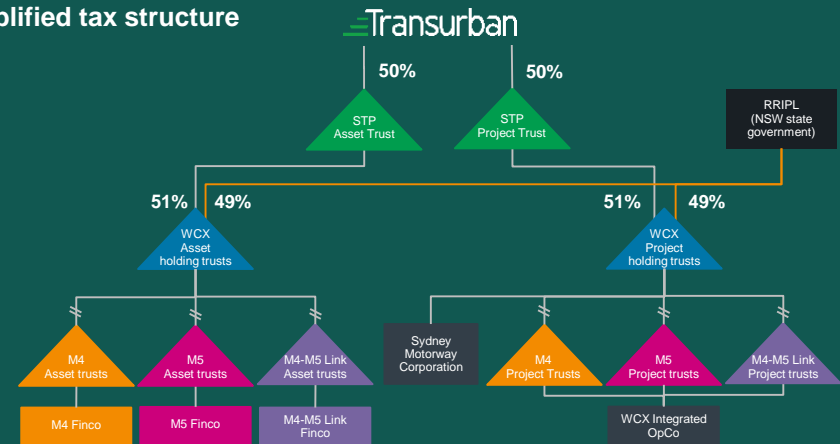 plified tax structure
Transurban
50%
50%
STP
Asset Trust
STP
Project Trust
RRIPL
(NSW state
government)
51%
49%
51%
49%
WCX
Asset
holding trusts
WCX
Project
holding trusts
M4
Asset trusts
M5
Asset trusts
M4-M5 Link
Asset trusts
Sydney
Motorway
Corporation
M4
Project Trusts
M5
Project trusts
M4-M5 Link
Project trusts
M4 Finco
M5 Finco
M4-M5 Link
Finco
WCX Integrated
OpCo